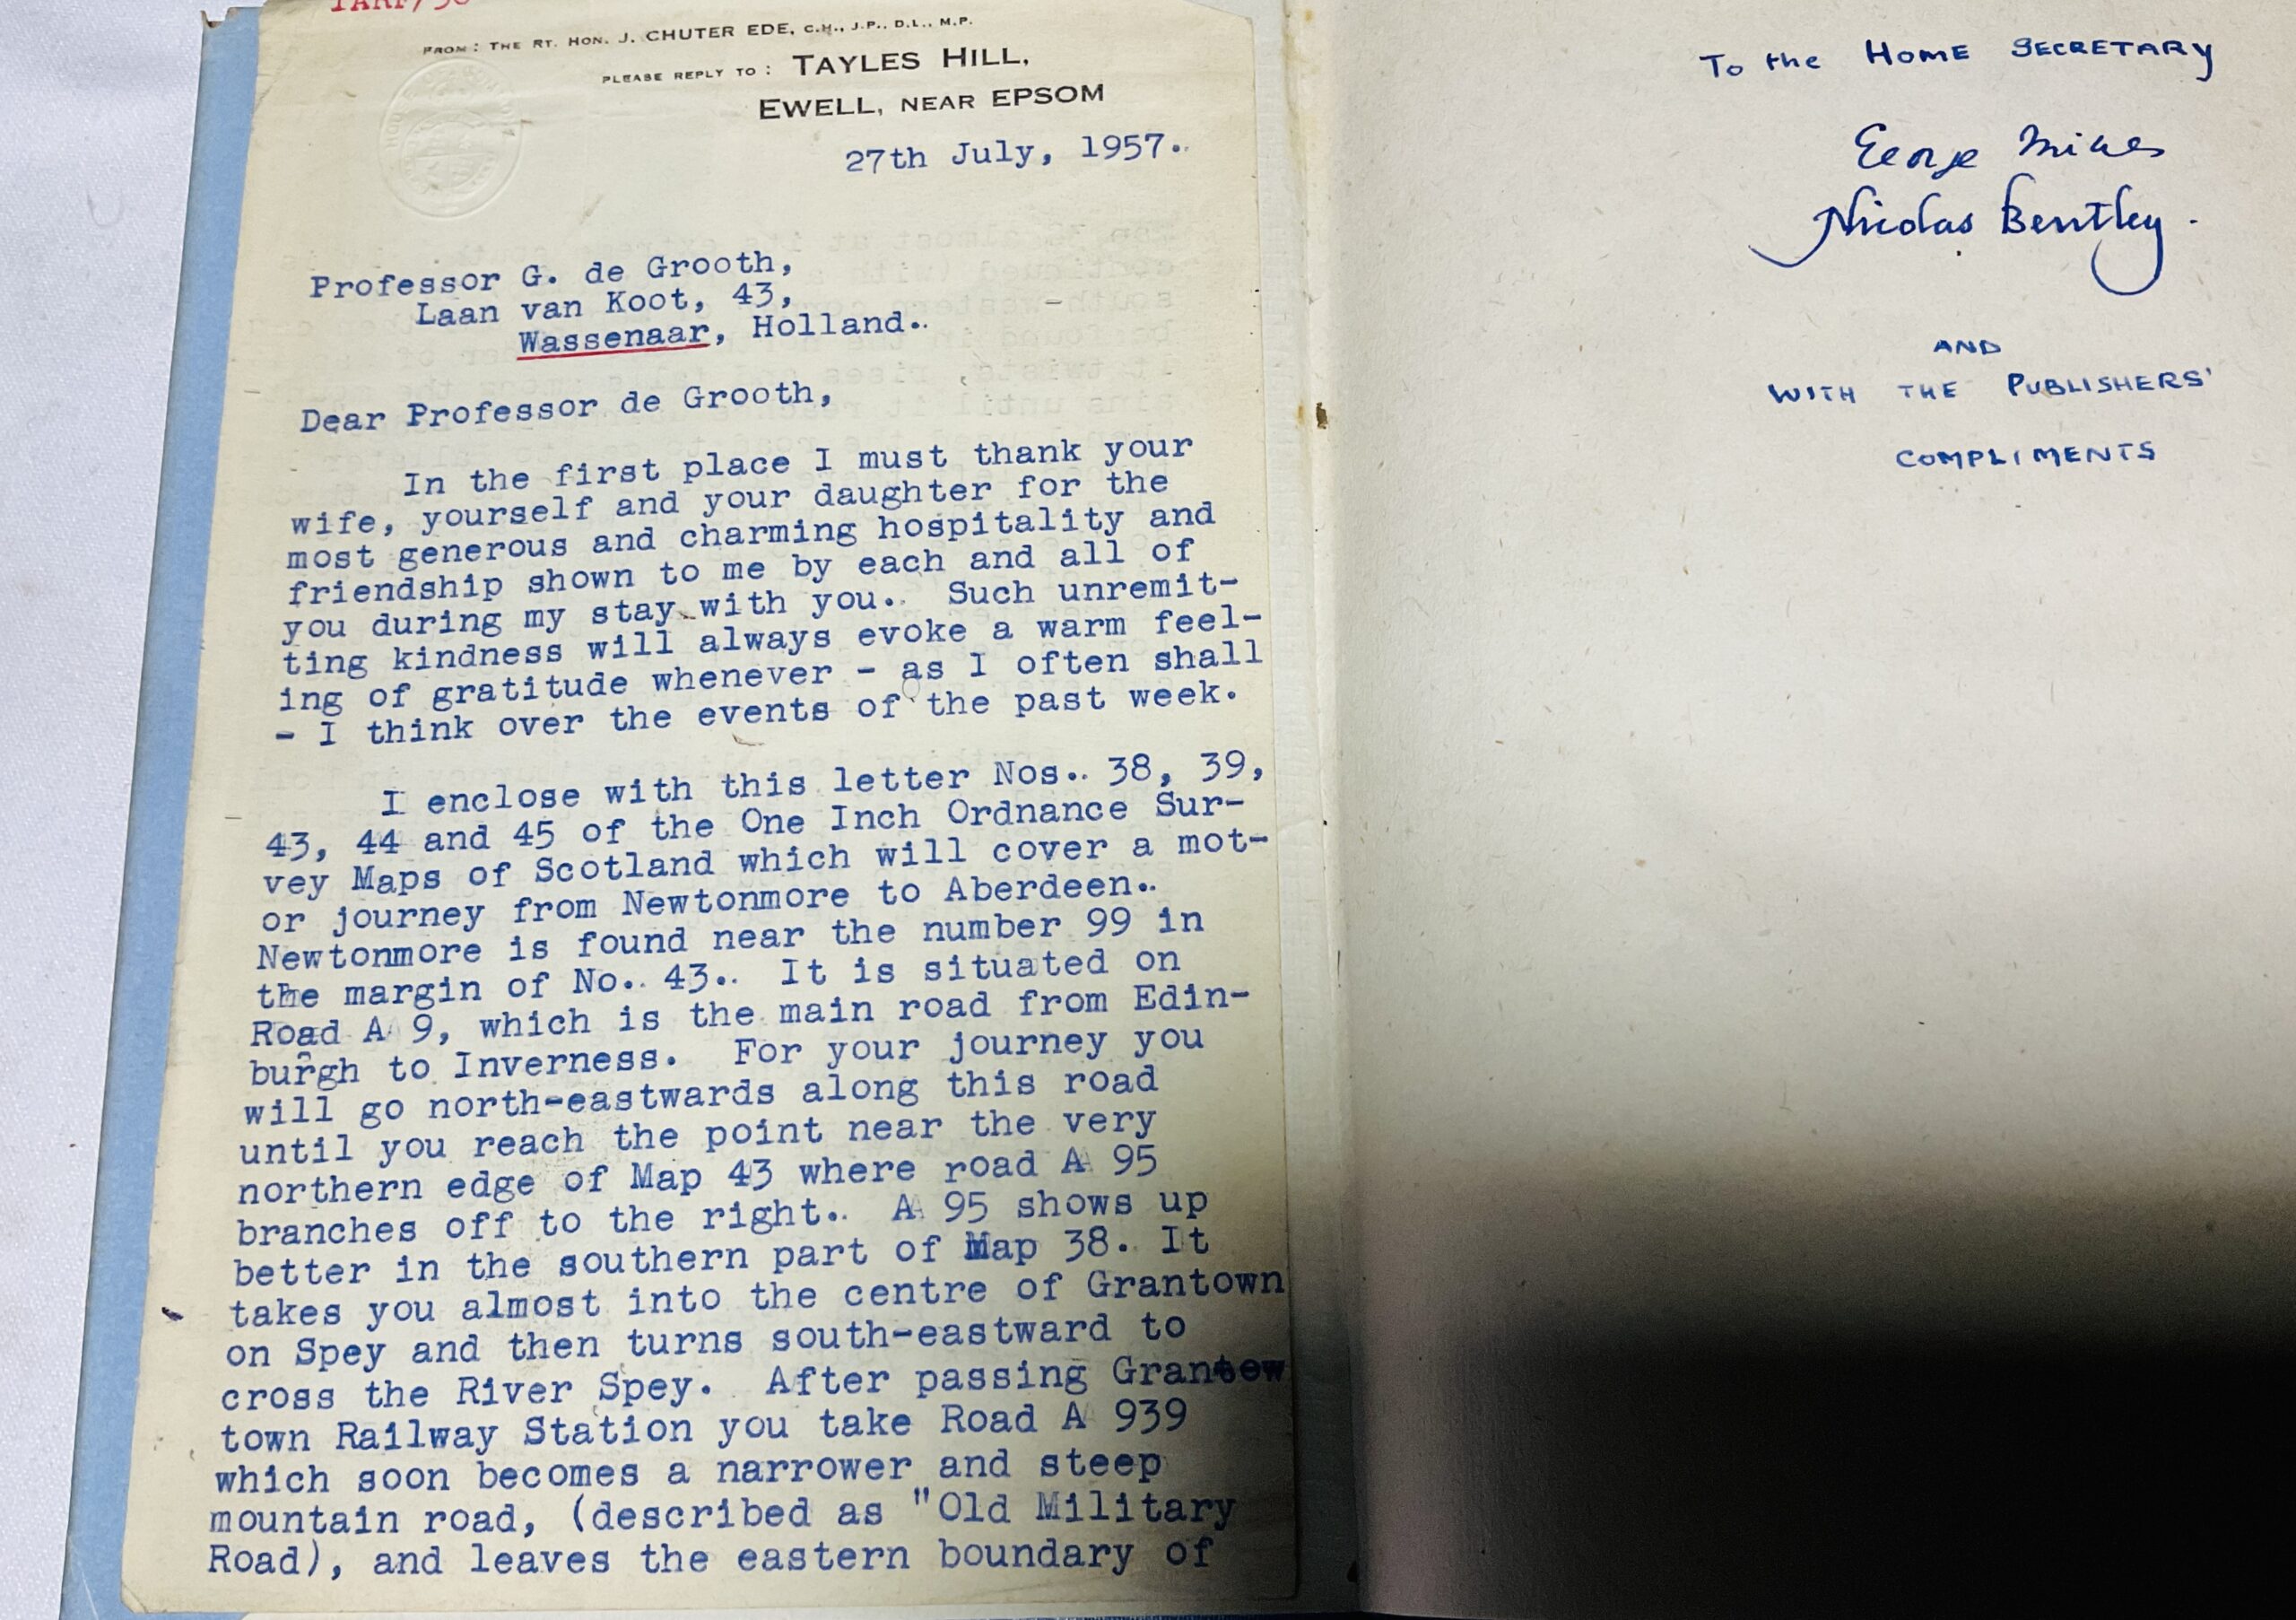 FROM: THE RT. HON. J. CHUTER EDE, C.H., J.P., D.L., M.P.
PLEASE REPLY TO: TAYLES HILL,
EWELL, NEAR EPSOM
27th July, 1957.
Professor G. de Grooth,
Laan van Koot, 43,
Wassenaar, Holland.
Dear Professor de Grooth,
In the first place I must thank your
wife, yourself and your daughter for the
most generous and charming hospitality and
friendship shown to me by each and all of
you during my stay with you. Such unremit-
ting kindness will always evoke a warm feel-
ing of gratitude whenever - as I often shall
- I think over the events of the past week.
I enclose with this letter Nos. 38, 39,
43, 44 and 45 of the One Inch Ordnance Sur-
vey Maps of Scotland which will cover a mot-
or journey from Newtonmore to Aberdeen.
Newtonmore is found near the number 99 in
the margin of No. 43. It is situated on
Road A 9, which is the main road from Edin-
burgh to Inverness. For your journey you
will go north-eastwards along this road
until you reach the point near the very
northern edge of Map 43 where road A 95
branches off to the right. A 95 shows up
better in the southern part of Map 38. It
takes you almost into the centre of Grantown
on Spey and then turns south-eastward to
cross the River Spey. After passing Gran
town Railway Station you take Road A 939
which soon becomes a narrower and steep
mountain road, (described as "Old Military
Road), and leaves the eastern boundary of
To the HOME SECRETARY
George Mikes
Nicolas Bentley.
AND
WITH THE PUBLISHERS'
COMPLIMENTS